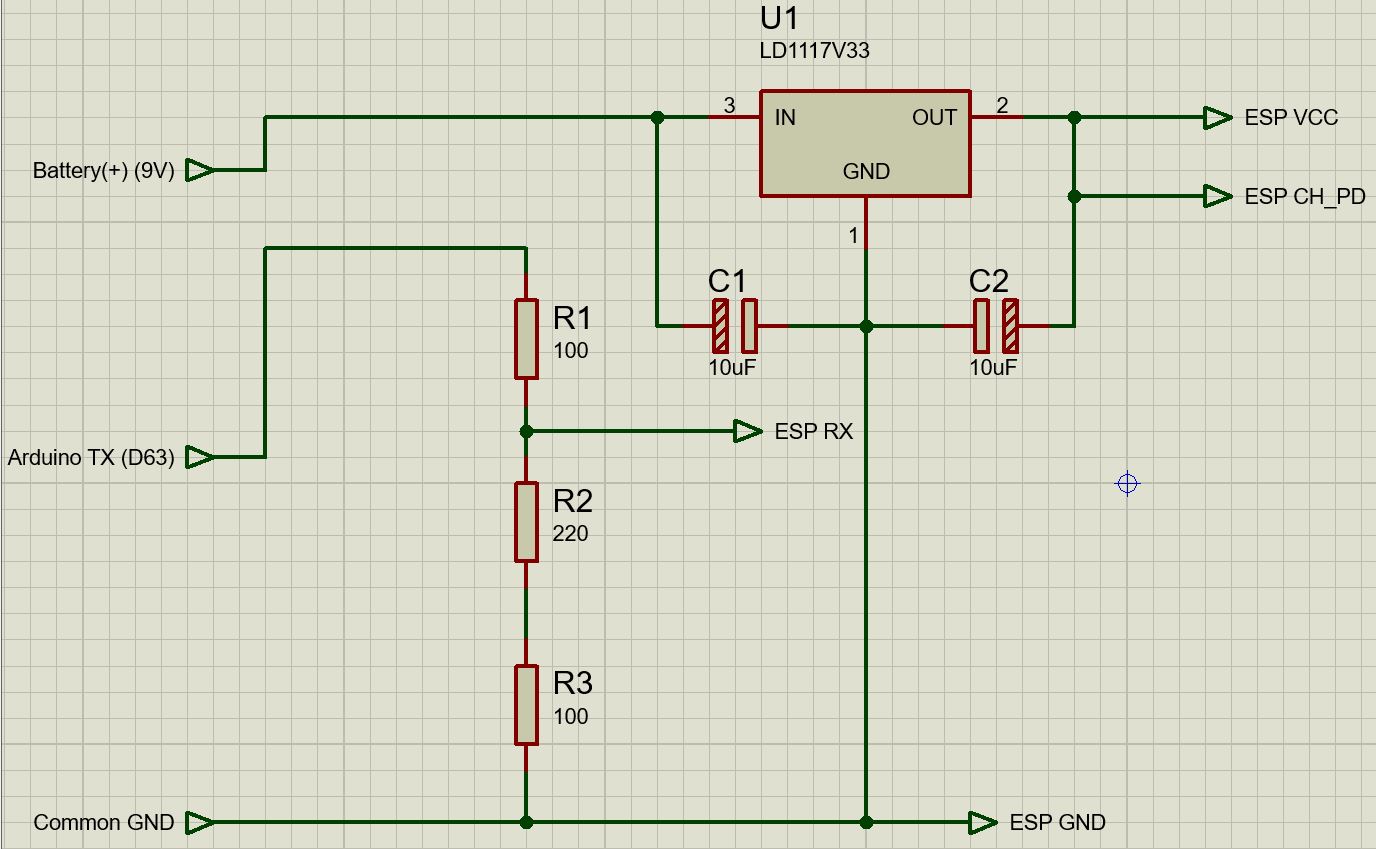 U1
LD1117V33
3
IN
OUT
2
ESP VCC
Battery(+) (9V)
GND
ESP CH_PD
1
C1
C2
R1
100
10uF
10uF
ESP RX
Arduino TX (D63)
R2
220
R3
100
Common GND
ESP GND